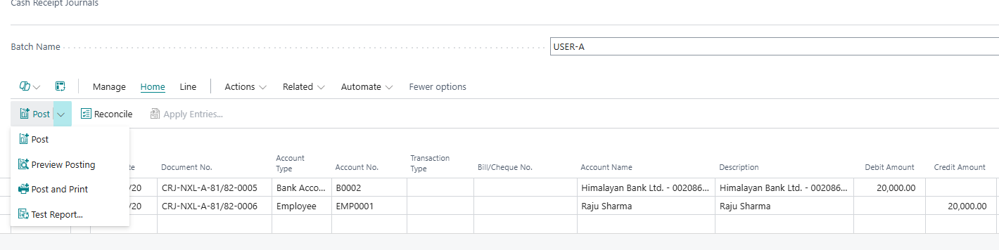 Cash Receipt Journals
Batch Name
USER-A
Manage Home Line Actions Related Automate Fewer options
Post Reconcile Apply Entries...
Post
Preview Posting
Post and Print
Test Report...
te Document No. Account Type Account No. Transaction Type Bill/Cheque No. Account Name Description Debit Amount Credit Amount
/20 CRJ-NXL-A-81/82-0005 Bank Acco... B0002 Himalayan Bank Ltd. - 002086... Himalayan Bank Ltd. - 002086... 20,000.00
/20 CRJ-NXL-A-81/82-0006 Employee EMP0001 Raju Sharma Raju Sharma 20,000.00